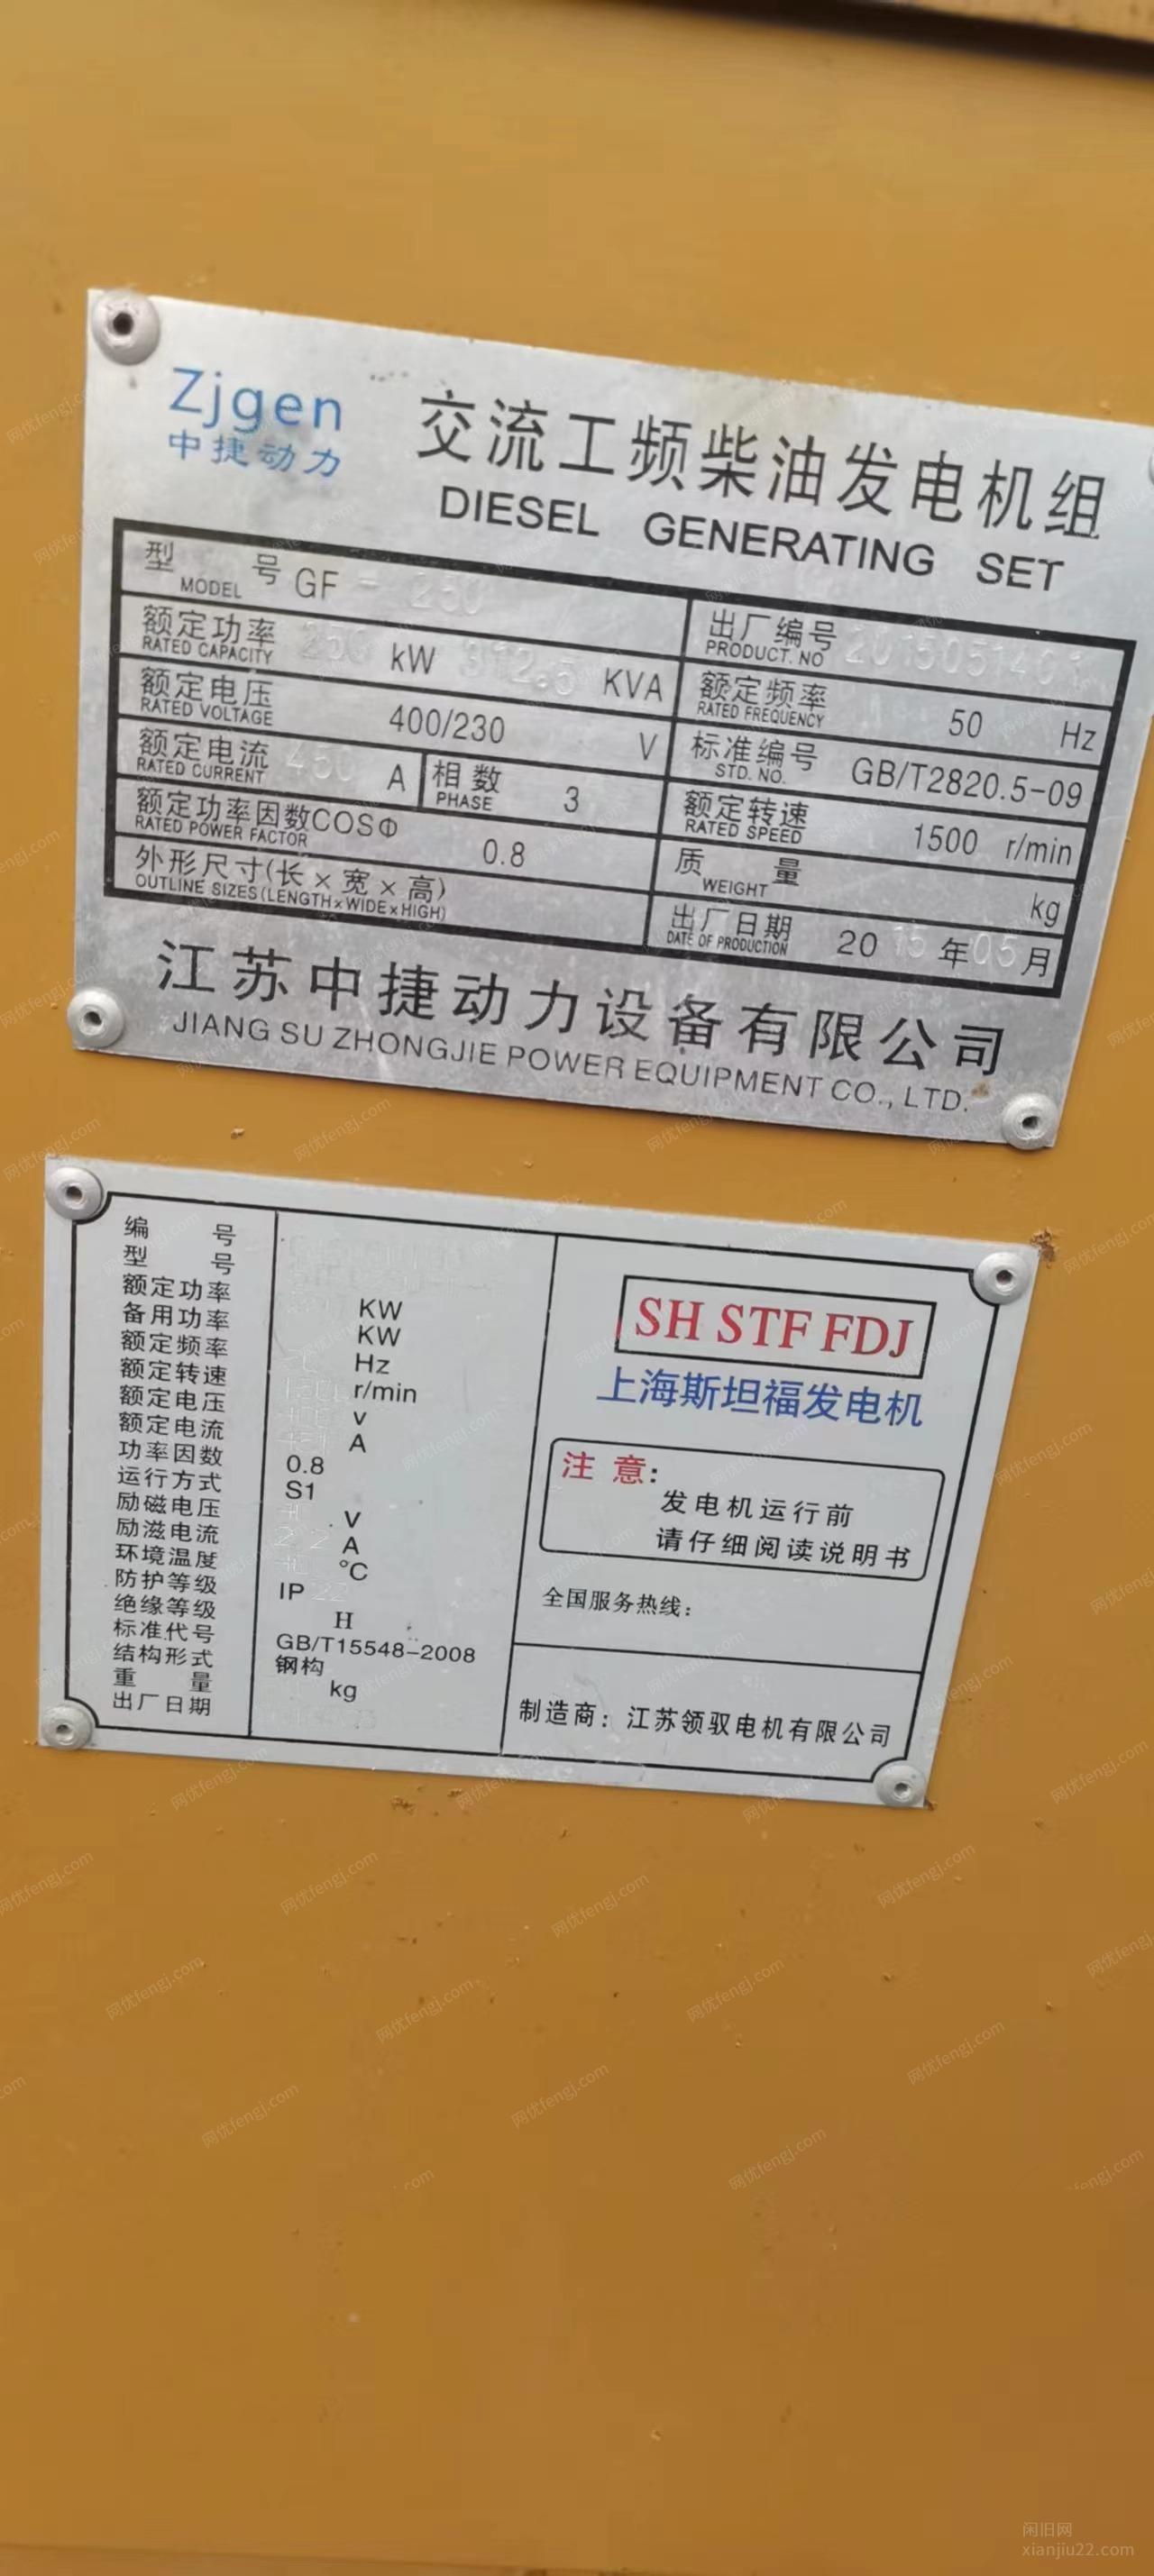 Zjgen
中捷动力
交流工频柴油发电机组
DIESEL GENERATING SET
型 号 GF - 250
MODEL
额定功率 250 kW 312.5 KVA
RATED CAPACITY
额定电压 400/230 V
RATED VOLTAGE
额定电流 450 A 相数 3
RATED CURRENT PHASE
额定功率因数COSΦ 0.8
RATED POWER FACTOR
外形尺寸(长×宽×高)
OUTLINE SIZES(LENGTH×WIDE×HIGH)
出厂编号
PRODUCT. NO
额定频率 50 Hz
RATED FREQUENCY
标准编号 GB/T2820.5-09
STD. NO.
额定转速 1500 r/min
RATED SPEED
质 量 kg
WEIGHT
出厂日期 2015年05月
DATE OF PRODUCTION
江苏中捷动力设备有限公司
JIANG SU ZHONGJIE POWER EQUIPMENT CO., LTD.
编 号
型 号
额定功率 KW
备用功率 KW
额定频率 Hz
额定转速 r/min
额定电压 v
额定电流 A
功率因数 0.8
运行方式 S1
励磁电压 V
励滋电流 A
环境温度 ℃
防护等级 IP 22
绝缘等级 H
标准代号 GB/T15548-2008
结构形式 钢构
重 量 kg
出厂日期
SH STF FDJ
上海斯坦福发电机
注 意:
发电机运行前
请仔细阅读说明书
全国服务热线:
制造商: 江苏领驭电机有限公司
闲旧网
xianjiu22.com